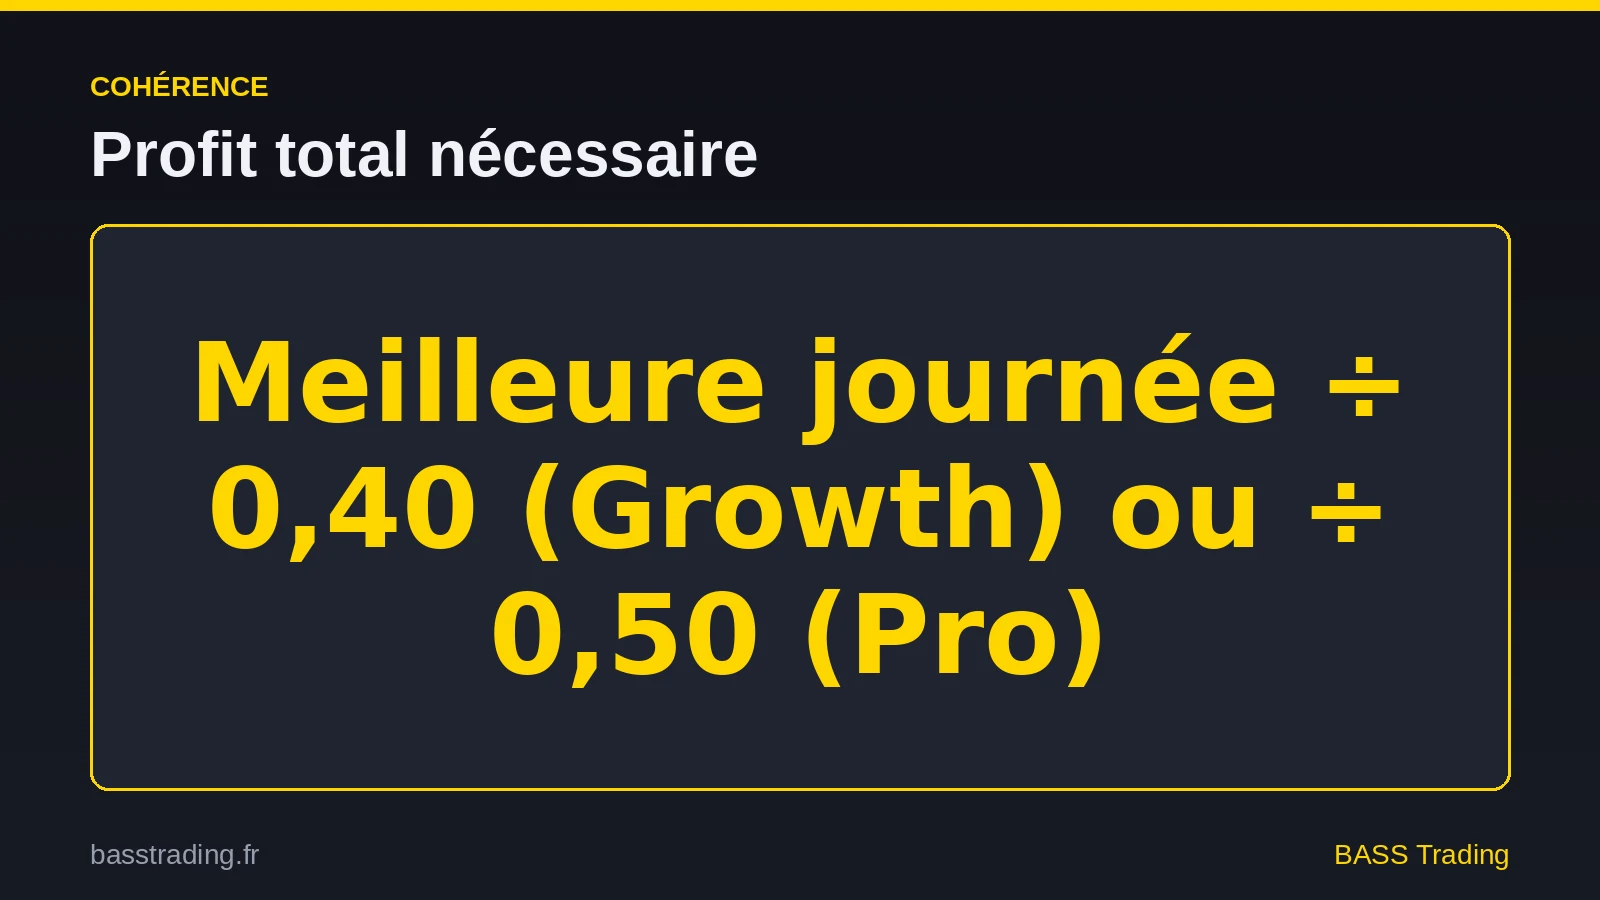 COHÉRENCE
Profit total nécessaire
Meilleure journée ÷
0,40 (Growth) ou ÷
0,50 (Pro)
basstrading.fr
BASS Trading